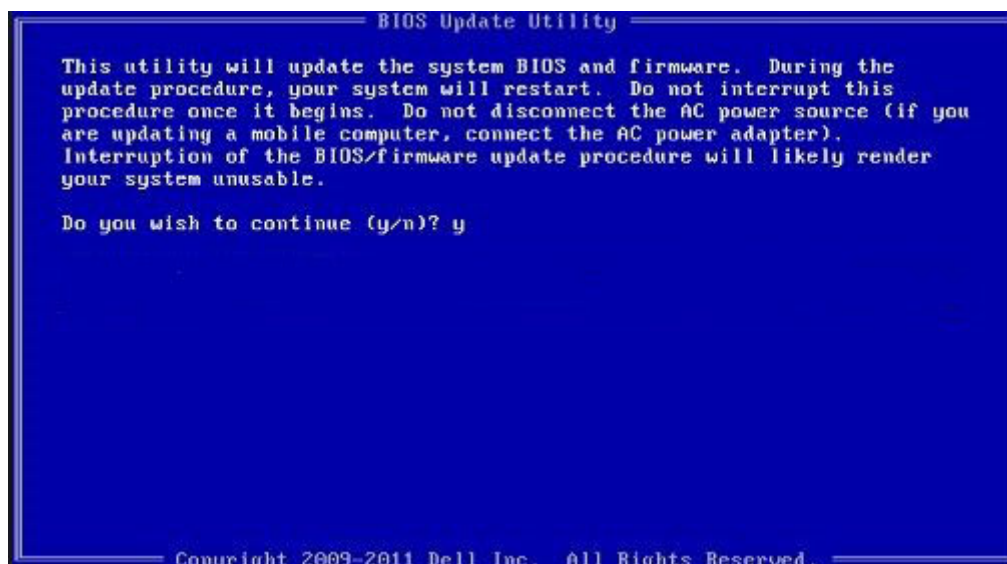 BIOS Update Utility
This utility will update the system BIOS and firmware. During the
update procedure, your system will restart. Do not interrupt this
procedure once it begins. Do not disconnect the AC power source (if you
are updating a mobile computer, connect the AC power adapter).
Interruption of the BIOS/firmware update procedure will likely render
your system unusable.
Do you wish to continue (y/n)? y
Copyright 2009-2011 Dell Inc. All Rights Reserved.